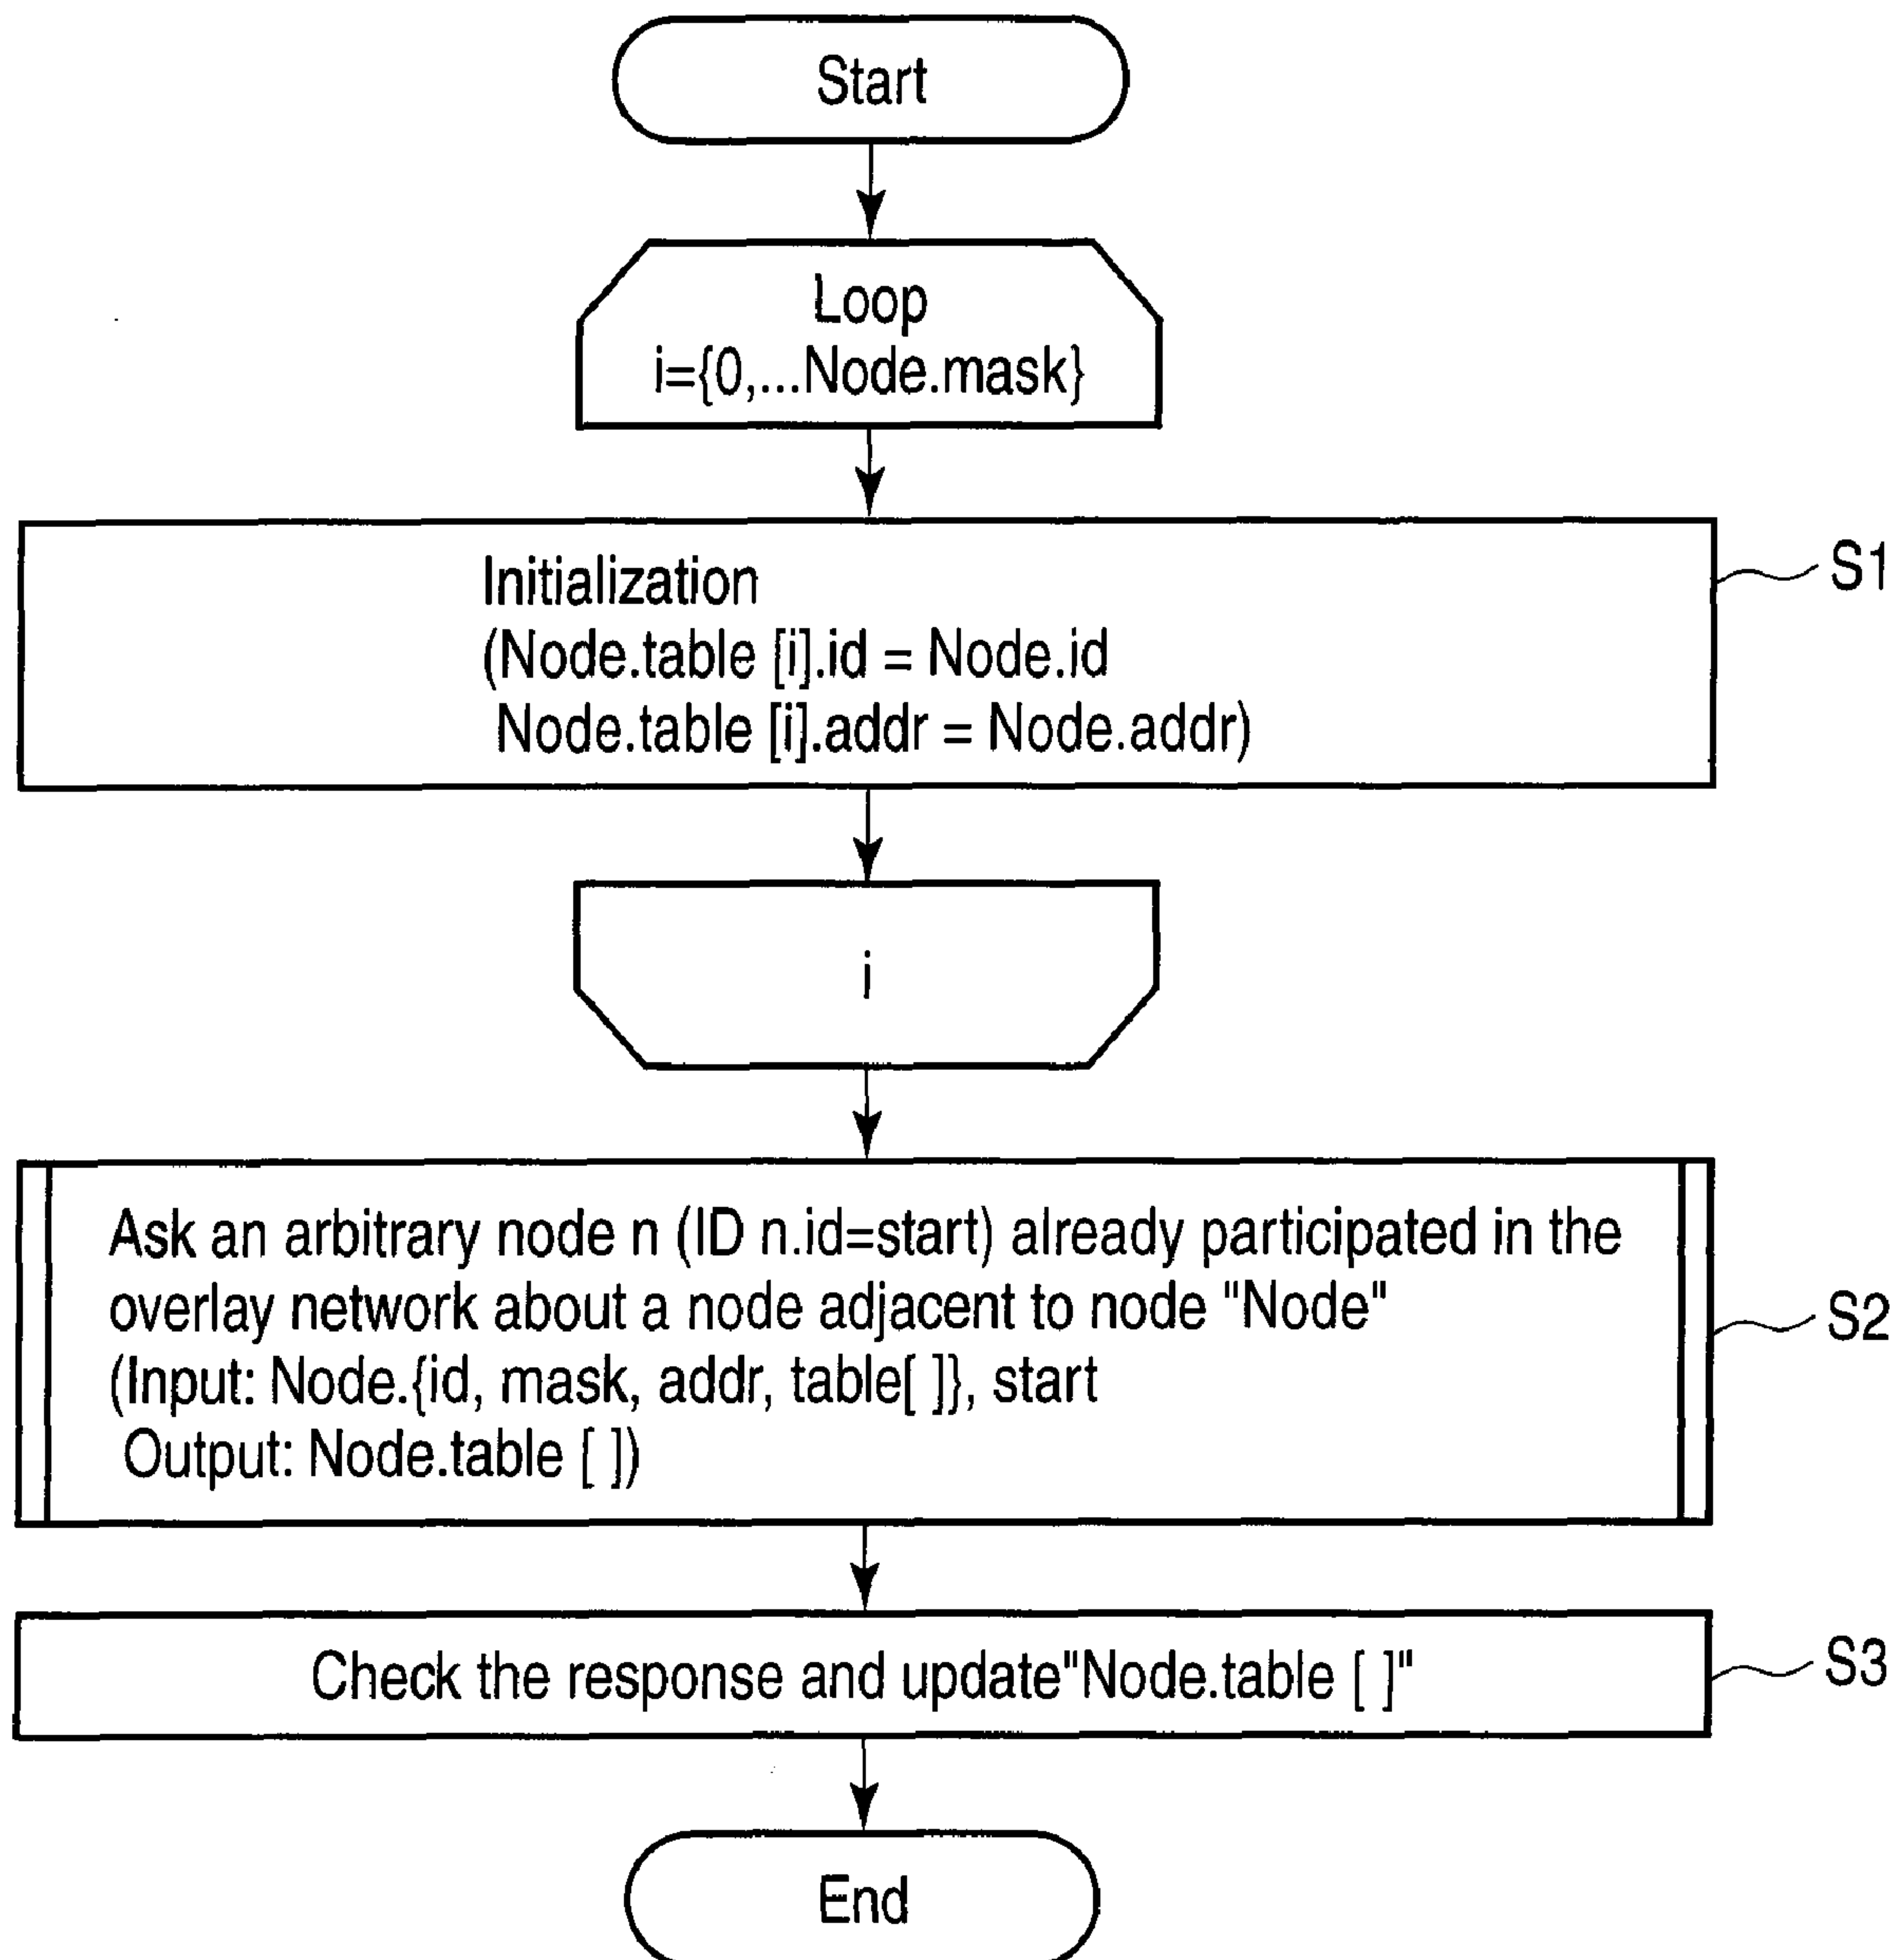 Start
Loop
i={0,...Node.mask}
Initialization
(Node.table [i].id = Node.id
Node.table [i].addr = Node.addr)
S1
i
Ask an arbitrary node n (ID n.id=start) already participated in the
overlay network about a node adjacent to node "Node"
(Input: Node.{id, mask, addr, table[ ]}, start
Output: Node.table [ ])
S2
Check the response and update"Node.table [ ]"
S3
End